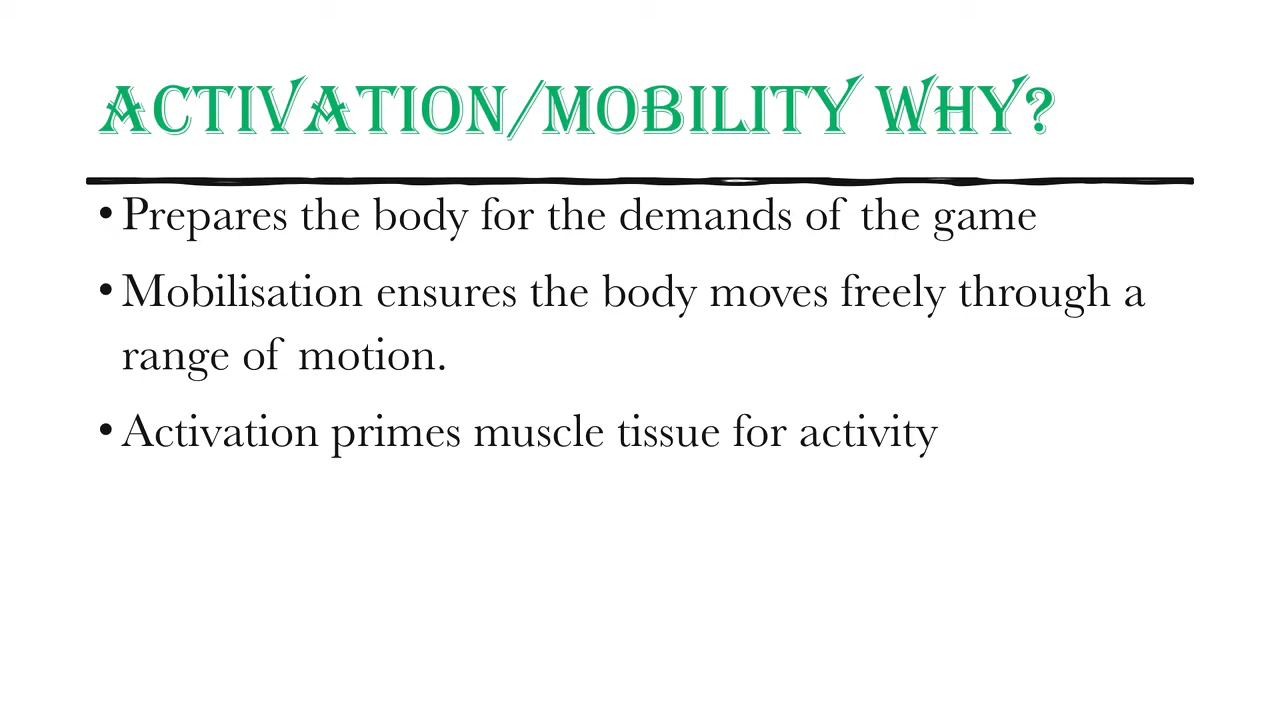 ACTIVATION/MOBILITY WHY?
• Prepares the body for the demands of the game
• Mobilisation ensures the body moves freely through a
range of motion.
• Activation primes muscle tissue for activity